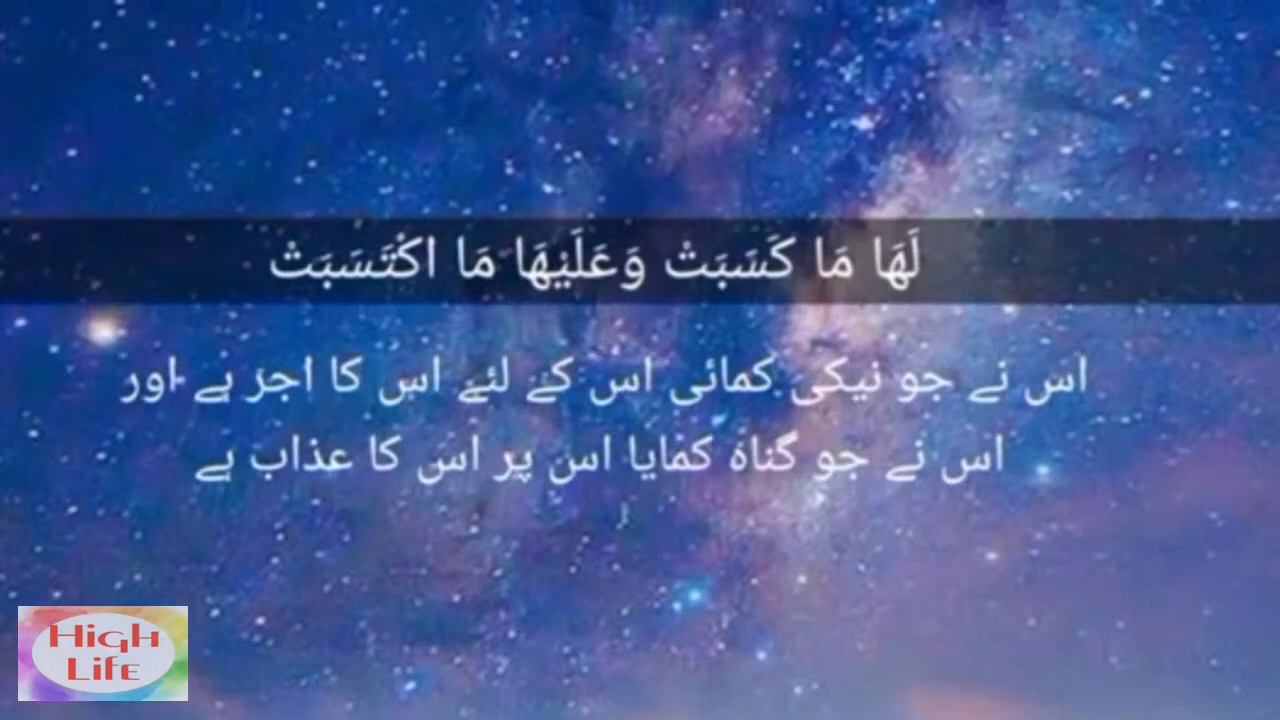 لَهَا مَا كَسَبَتْ وَعَلَيْهَا مَا اكْتَسَبَتْ
اس نے جو نیکی کمائی اس کے لئے اس کا اجر ہے اور
اس نے جو گناہ کمایا اس پر اس کا عذاب ہے
High
Life